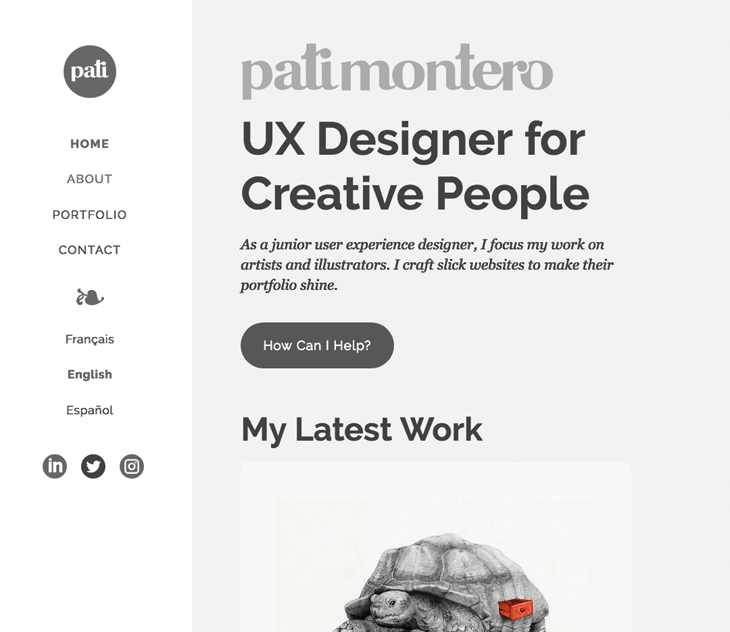 pati
HOME
ABOUT
PORTFOLIO
CONTACT
Français
English
Español
in
patimontero
UX Designer for
Creative People
As a junior user experience designer, I focus my work on
artists and illustrators. I craft slick websites to make their
portfolio shine.
How Can I Help?
My Latest Work